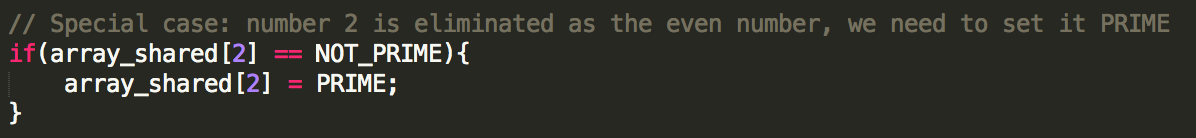 // Special case: number 2 is eliminated as the even number, we need to set it PRIME
if(array_shared[2] == NOT_PRIME){
    array_shared[2] = PRIME;
}